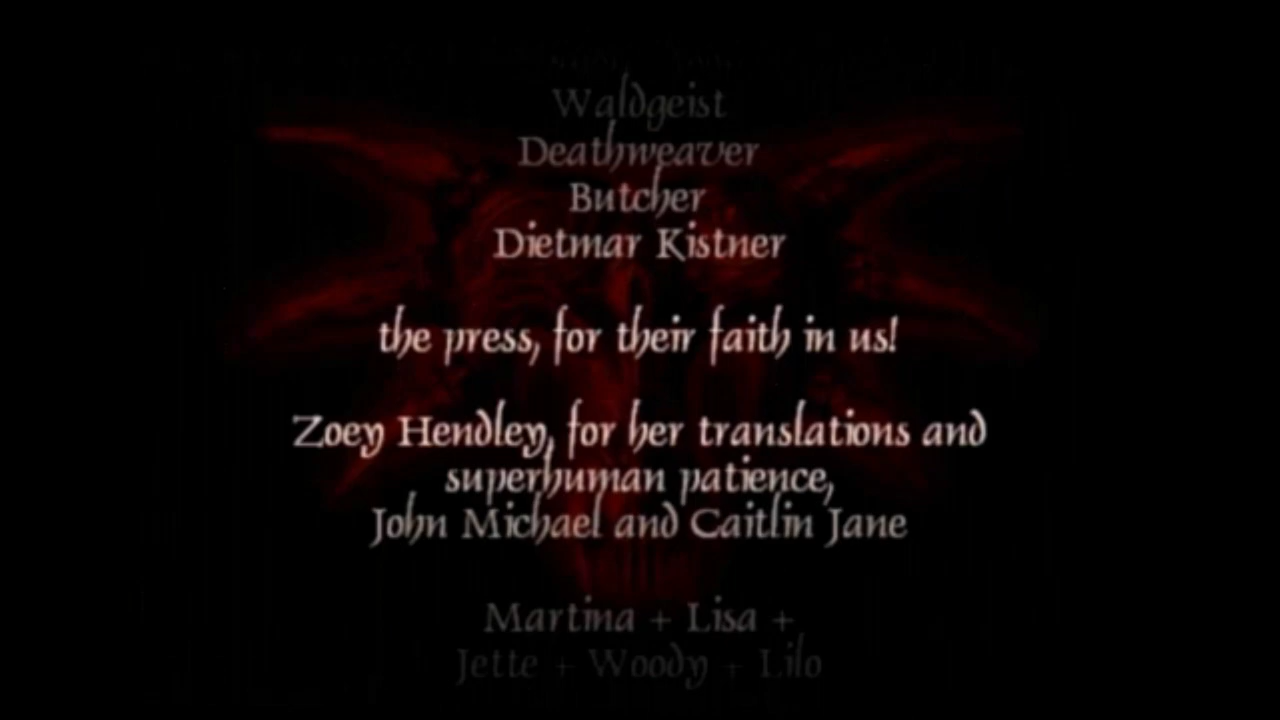 Waldgeist
Deathweaver
Butcher
Dietmar Kistner
the press, for their faith in us!
Zoey Hendley, for her translations and
superhuman patience,
John Michael and Caitlin Jane
Martina + Lisa +
Jette + Woody + Lilo